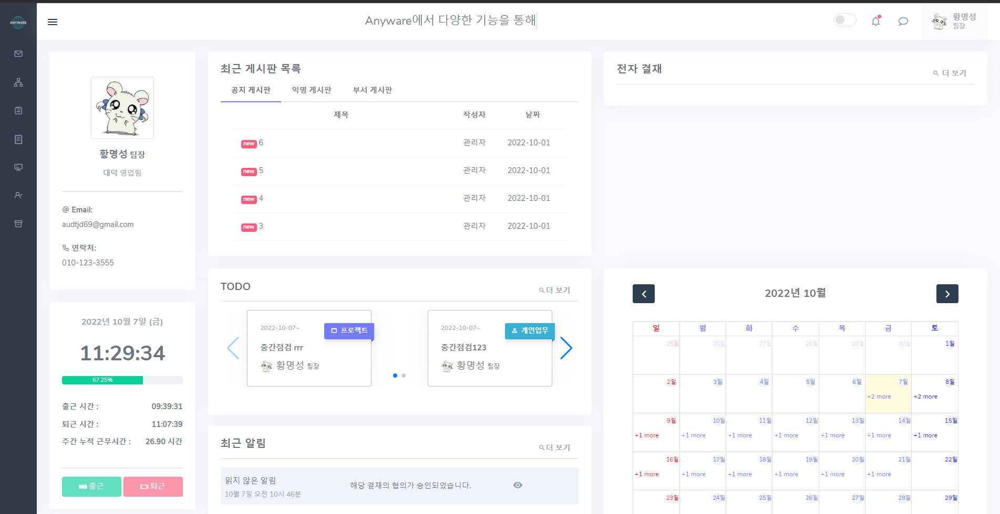 ANYWARE
Anyware에서 다양한 기능을 통해
황명성
팀장
황명성 팀장
대덕 영업팀
@ Email:
audtjd69@gmail.com
연락처:
010-123-3555
2022년 10월 7일 (금)
11:29:34
67.25%
출근 시간 : 09:39:31
퇴근 시간 : 11:07:39
주간 누적 근무시간 : 26.90 시간
출근 퇴근
최근 게시판 목록
공지 게시판 익명 게시판 부서 게시판
제목 작성자 날짜
new 6 관리자 2022-10-01
new 5 관리자 2022-10-01
new 4 관리자 2022-10-01
new 3 관리자 2022-10-01
TODO
더 보기
2022-10-07~
프로젝트
중간점검 rrr
황명성 팀장
2022-10-07~
개인업무
중간점검123
황명성 팀장
최근 알림
더 보기
읽지 않은 알림
10월 7일 오전 10시 46분
해당 결재의 협의가 승인되었습니다.
전자 결재
더 보기
2022년 10월
일 월 화 수 목 금 토
25일 26일 27일 28일 29일 30일 1일
2일 3일 4일 5일 6일 7일 8일
+2 more +2 more
9일 10일 11일 12일 13일 14일 15일
+1 more +1 more +1 more +1 more +1 more +1 more +1 more
16일 17일 18일 19일 20일 21일 22일
+1 more +1 more +1 more +1 more +1 more +1 more
23일 24일 25일 26일 27일 28일 29일